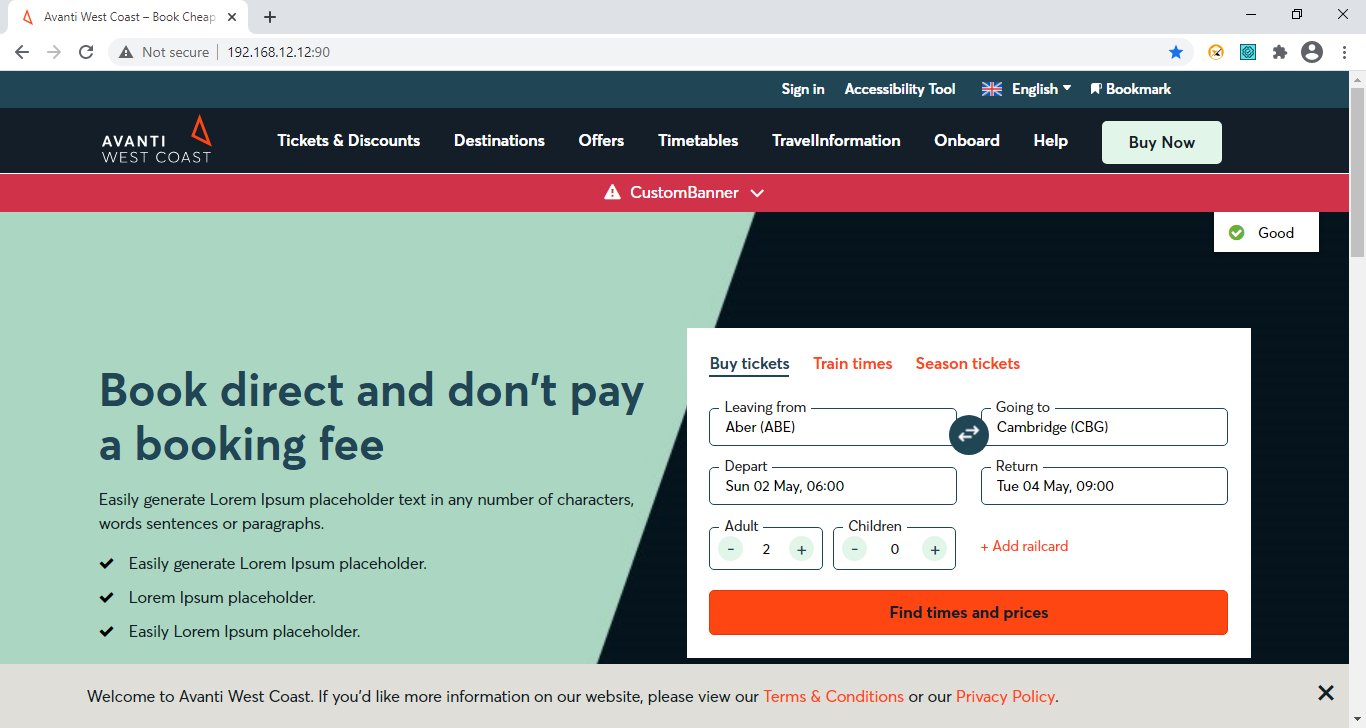 Avanti West Coast – Book Cheap
Not secure 192.168.12.12:90
Sign in Accessibility Tool English Bookmark
AVANTI
WEST COAST
Tickets & Discounts Destinations Offers Timetables TravelInformation Onboard Help Buy Now
CustomBanner
Good
Book direct and don't pay
a booking fee
Easily generate Lorem Ipsum placeholder text in any number of characters,
words sentences or paragraphs.
Easily generate Lorem Ipsum placeholder.
Lorem Ipsum placeholder.
Easily Lorem Ipsum placeholder.
Buy tickets Train times Season tickets
Leaving from Going to
Aber (ABE) Cambridge (CBG)
Depart Return
Sun 02 May, 06:00 Tue 04 May, 09:00
Adult Children
- 2 + - 0 + + Add railcard
Find times and prices
Welcome to Avanti West Coast. If you'd like more information on our website, please view our Terms & Conditions or our Privacy Policy.